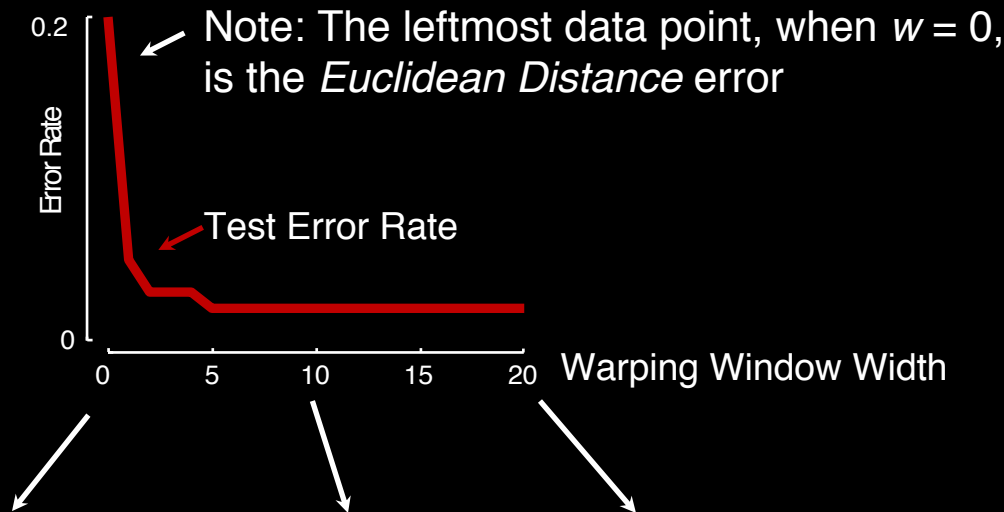 0.2
Note: The leftmost data point, when w = 0,
is the Euclidean Distance error
Error Rate
Test Error Rate
0
0 5 10 15 20
Warping Window Width